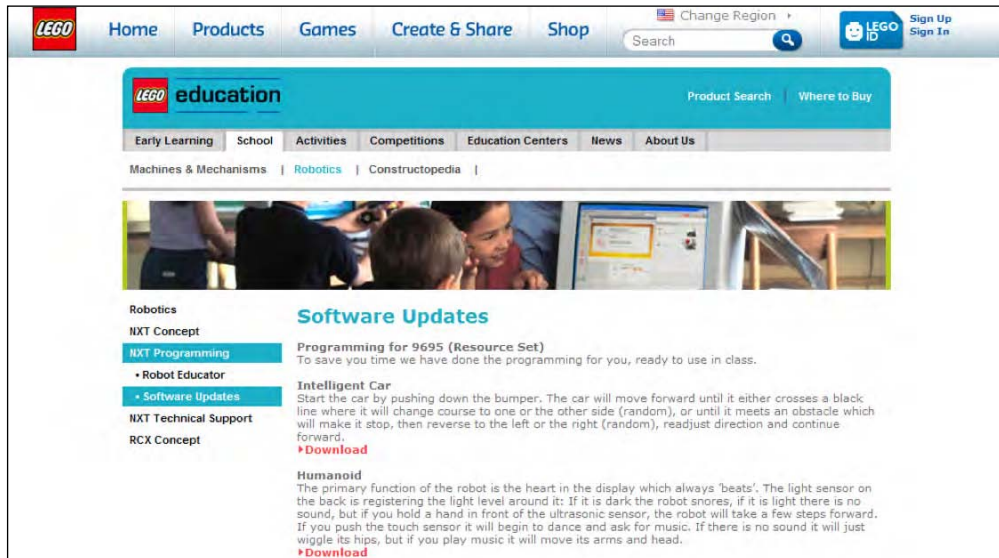 LEGO
Home Products Games Create & Share Shop
Change Region
Search
LEGO ID
Sign Up
Sign In
LEGO education
Product Search | Where to Buy
Early Learning School Activities Competitions Education Centers News About Us
Machines & Mechanisms | Robotics | Constructopedia |
Robotics
NXT Concept
NXT Programming
• Robot Educator
• Software Updates
NXT Technical Support
RCX Concept
Software Updates
Programming for 9695 (Resource Set)
To save you time we have done the programming for you, ready to use in class.
Intelligent Car
Start the car by pushing down the bumper. The car will move forward until it either crosses a black
line where it will change course to one or the other side (random), or until it meets an obstacle which
will make it stop, then reverse to the left or the right (random), readjust direction and continue
forward.
Download
Humanoid
The primary function of the robot is the heart in the display which always 'beats'. The light sensor on
the back is registering the light level around it: If it is dark the robot snores, if it is light there is no
sound, but if you hold a hand in front of the ultrasonic sensor, the robot will take a few steps forward.
If you push the touch sensor it will begin to dance and ask for music. If there is no sound it will just
wiggle its hips, but if you play music it will move its arms and head.
Download